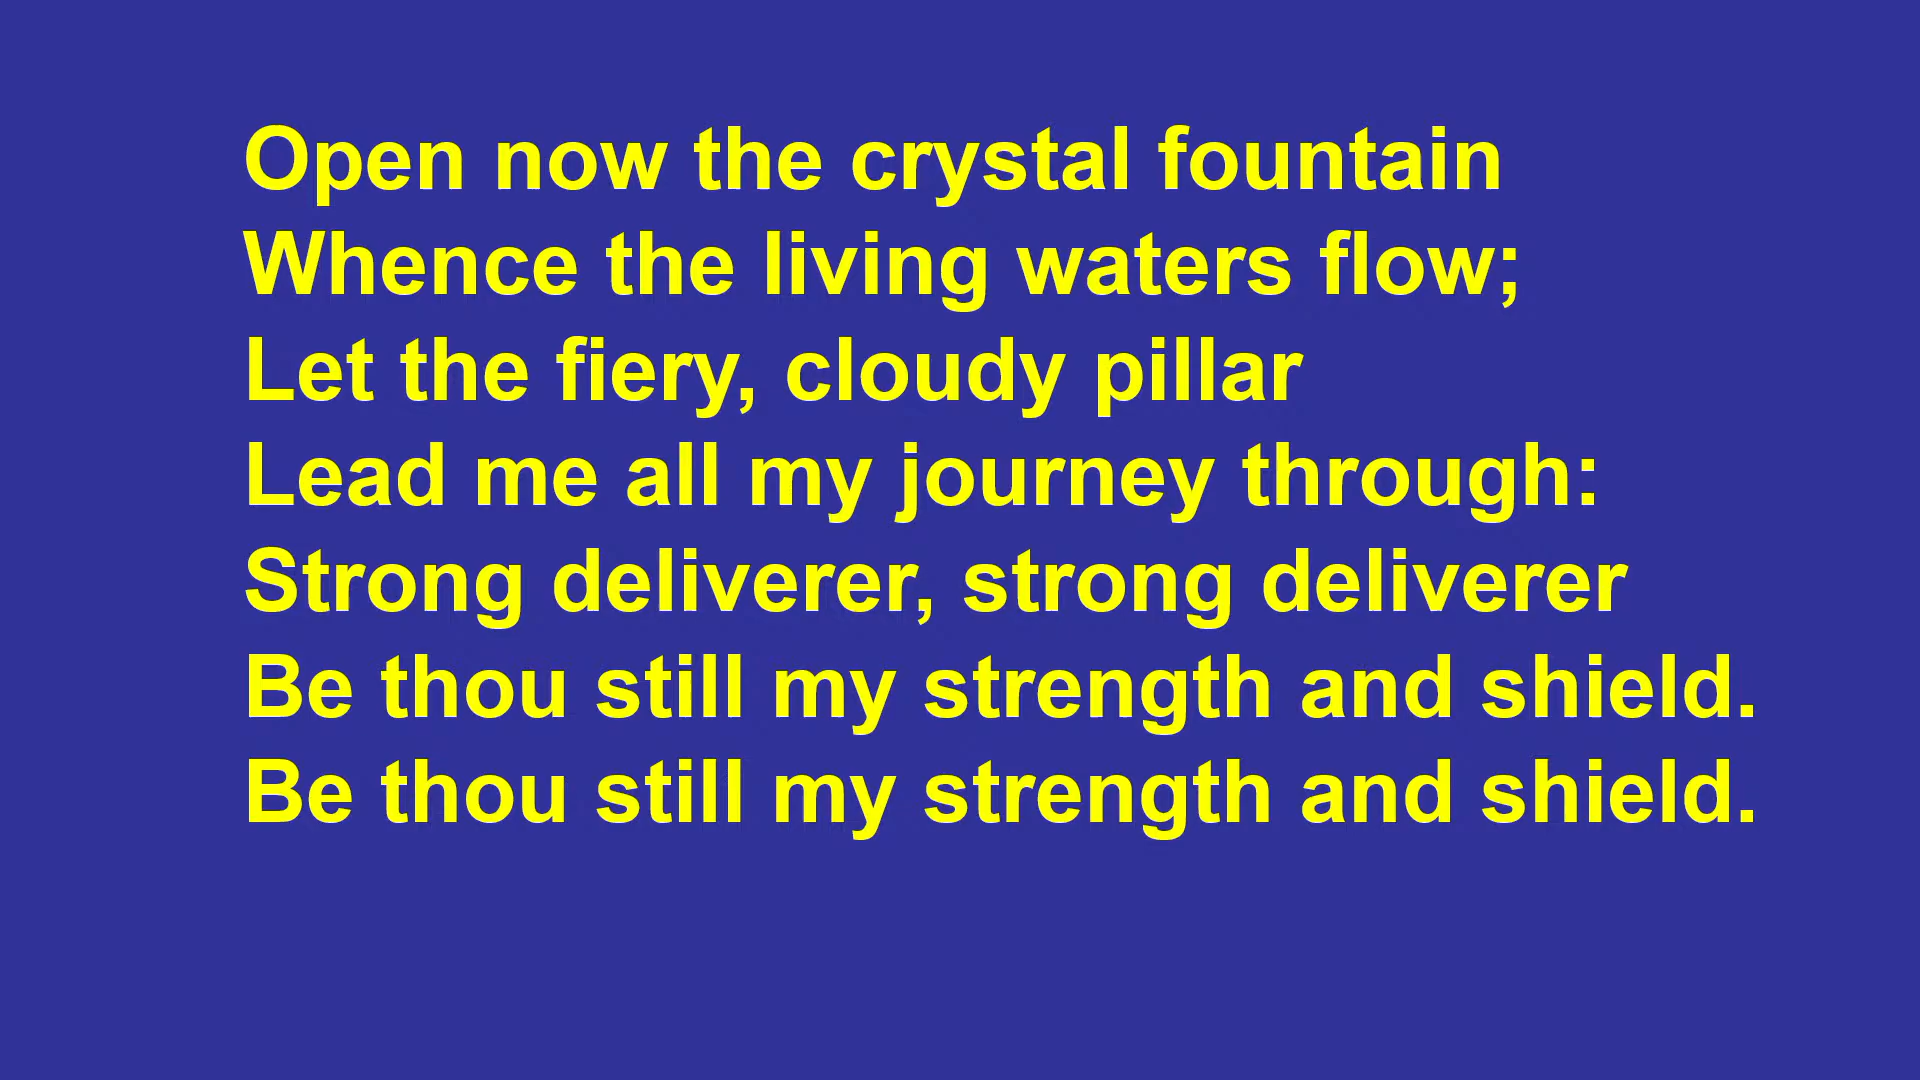 Open now the crystal fountain
Whence the living waters flow;
Let the fiery, cloudy pillar
Lead me all my journey through:
Strong deliverer, strong deliverer
Be thou still my strength and shield.
Be thou still my strength and shield.